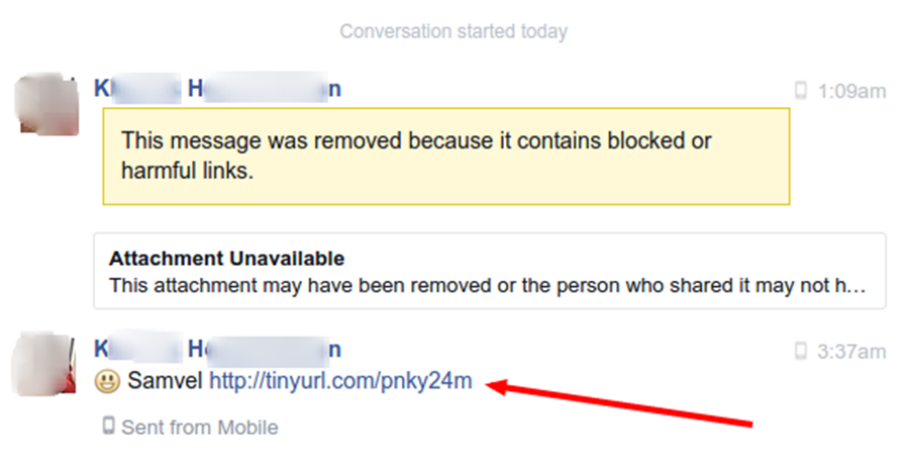 Conversation started today
K H n 1:09am
This message was removed because it contains blocked or
harmful links.
Attachment Unavailable
This attachment may have been removed or the person who shared it may not h...
K H n 3:37am
😃 Samvel http://tinyurl.com/pnky24m
Sent from Mobile